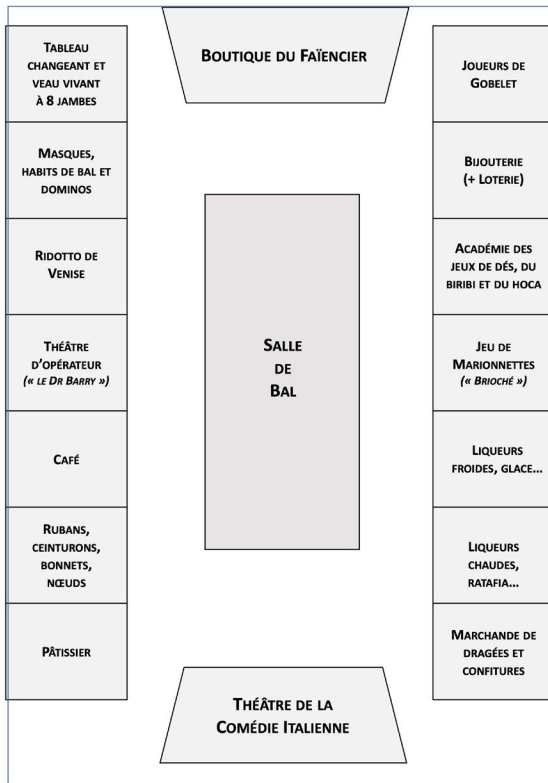 TABLEAU
CHANGEANT ET
VEAU VIVANT
À 8 JAMBES
MASQUES,
HABITS DE BAL ET
DOMINOS
RIDOTTO DE
VENISE
THÉÂTRE
D'OPÉRATEUR
(« LE DR BARRY »)
CAFÉ
RUBANS,
CEINTURONS,
BONNETS,
NŒUDS
PÂTISSIER
BOUTIQUE DU FAÏENCIER
SALLE
DE
BAL
THÉÂTRE DE LA
COMÉDIE ITALIENNE
JOUEURS DE
GOBELET
BIJOUTERIE
(+ LOTERIE)
ACADÉMIE DES
JEUX DE DÉS, DU
BIRIBI ET DU HOCA
JEU DE
MARIONNETTES
(« BRIOCHÉ »)
LIQUEURS
FROIDES, GLACE...
LIQUEURS
CHAUDES,
RATAFIA...
MARCHANDE DE
DRAGÉES ET
CONFITURES